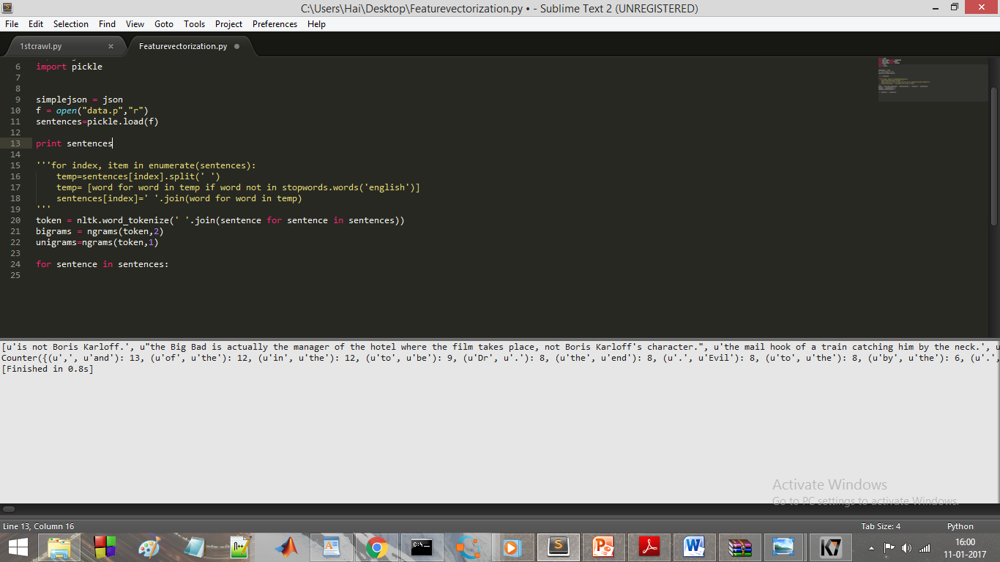 C:\Users\Hai\Desktop\Featurevectorization.py • - Sublime Text 2 (UNREGISTERED)
File Edit Selection Find View Goto Tools Project Preferences Help
1stcrawl.py × Featurevectorization.py
6 import pickle
7
8
9 simplejson = json
10 f = open("data.p","r")
11 sentences=pickle.load(f)
12
13 print sentences
14
15 '''for index, item in enumerate(sentences):
16 temp=sentences[index].split(' ')
17 temp= [word for word in temp if word not in stopwords.words('english')]
18 sentences[index]=' '.join(word for word in temp)
19 '''
20 token = nltk.word_tokenize(' '.join(sentence for sentence in sentences))
21 bigrams = ngrams(token,2)
22 unigrams=ngrams(token,1)
23
24 for sentence in sentences:
25
[u'is not Boris Karloff.', u"the Big Bad is actually the manager of the hotel where the film takes place, not Boris Karloff's character.", u'the mail hook of a train catching him by the neck.', u
Counter({(u',', u'and'): 13, (u'of', u'the'): 12, (u'in', u'the'): 12, (u'to', u'be'): 9, (u'Dr', u'.'): 8, (u'the', u'end'): 8, (u'.', u'Evil'): 8, (u'to', u'the'): 8, (u'by', u'the'): 6, (u'.',
[Finished in 0.8s]
Activate Windows
Go to PC settings to activate Windows.
Line 13, Column 16 Tab Size: 4 Python
16:00
11-01-2017